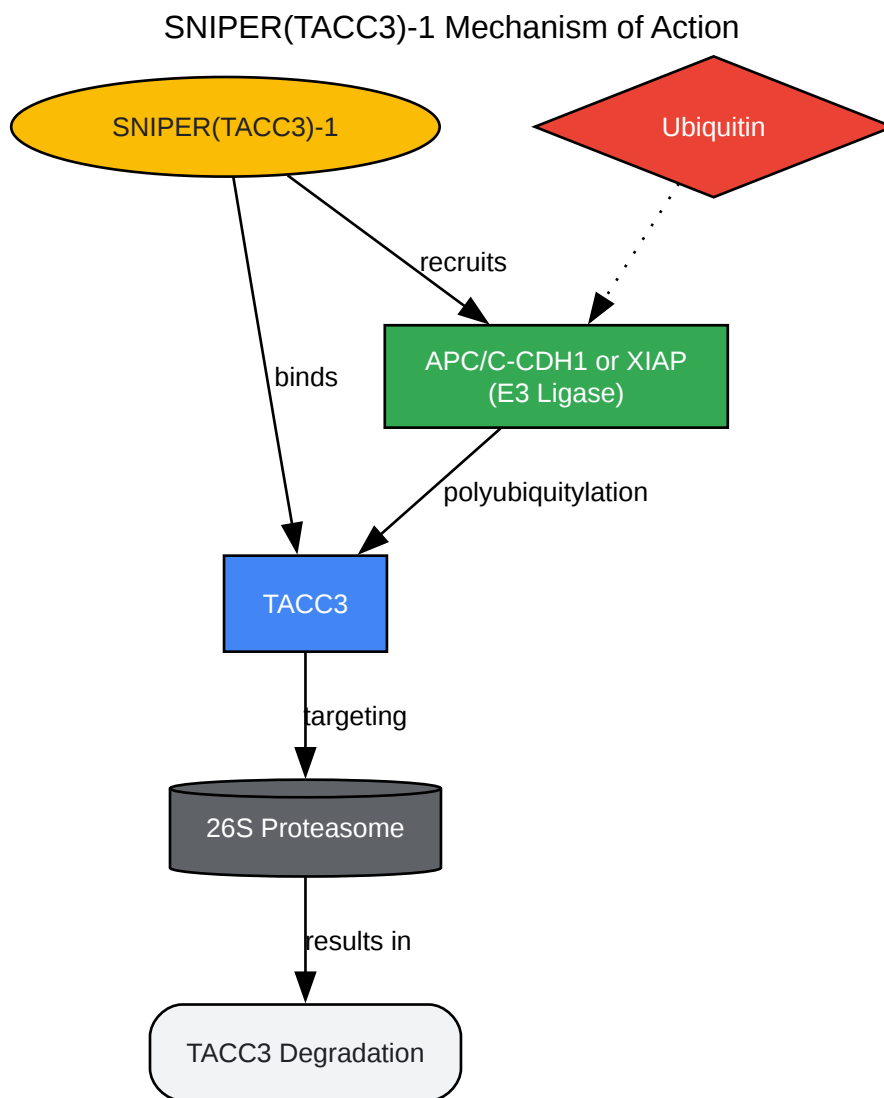 SNIPER(TACC3)-1 Mechanism of Action
SNIPER(TACC3)-1
Ubiquitin
recruits
APC/C-CDH1 or XIAP
(E3 Ligase)
binds
polyubiquitylation
TACC3
targeting
26S Proteasome
results in
TACC3 Degradation